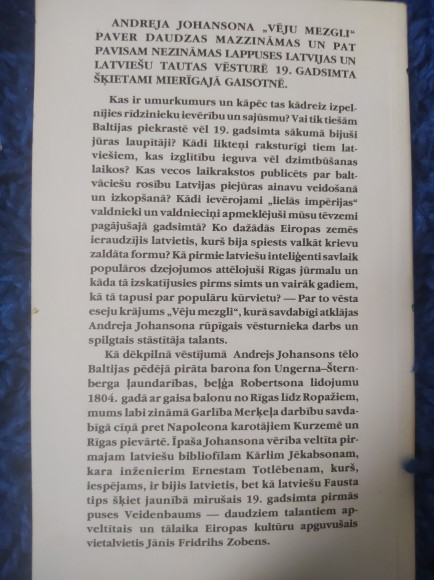 ANDREJA JOHANSONA „VĒJU MEZGLI“
PAVER DAUDZAS MAZZINĀMAS UN PAT
PAVISAM NEZINĀMAS LAPPUSES LATVIJAS UN
LATVIEŠU TAUTAS VĒSTURĒ 19. GADSIMTA
ŠĶIETAMI MIERĪGAJĀ GAISOTNĒ.
Kas ir umurkumurs un kāpēc tas kādreiz izpel-
nījies rīdzinieku ievērību un sajūsmu? Vai tik tiešām
Baltijas piekrastē vēl 19. gadsimta sākumā bijuši
jūras laupītāji? Kādi likteņi raksturīgi tiem lat-
viešiem, kas izglītību ieguva vēl dzimtbūšanas
laikos? Kas vecos laikrakstos publicēts par balt-
vāciešu rosību Latvijas piejūras ainavu veidošanā
un izkopšanā? Kādi ievērojami „lielās impērijas“
valdnieki un valdnieciņi apmeklējuši mūsu tēvzemi
pagājušajā gadsimtā? Ko dažādās Eiropas zemēs
ieraudzījis latvietis, kurš bija spiests valkāt krievu
zaldāta formu? Kā pirmie latviešu inteliģenti savlaik
populāros dzejojumos attēlojuši Rīgas jūrmalu un
kāda tā izskatījusies pirms simts un vairāk gadiem,
kā tā tapusi par populāru kūrvietu? — Par to vēsta
eseju krājums „Vēju mezgli“, kurā savdabīgi atklājas
Andreja Johansona rūpīgais vēsturnieka darbs un
spilgtais stāstītāja talants.
Kā dēkpilnā vēstījumā Andrejs Johansons tēlo
Baltijas pēdējā pirāta barona fon Ungerna–Štern-
berga ļaundarības, beļģa Robertsona lidojumu
1804. gadā ar gaisa balonu no Rīgas līdz Ropažiem,
mums labi zināmā Garlība Merķeļa darbību savda-
bīgā cīņā pret Napoleona karotājiem Kurzemē un
Rīgas pievārtē. Īpaša Johansona vērība veltīta pir-
majam latviešu bibliofīlam Kārlim Jēkabsonam,
kara inženierim Ernestam Totlēbenam, kurš,
iespējams, ir bijis latvietis, bet kā latviešu Fausta
tips šķiet jaunībā mirušais 19. gadsimta pirmās
puses Veidenbaums — daudziem talantiem ap-
veltītais un tālaika Eiropas kultūru apguvušais
vietalvietis Jānis Frīdrihs Zobens.